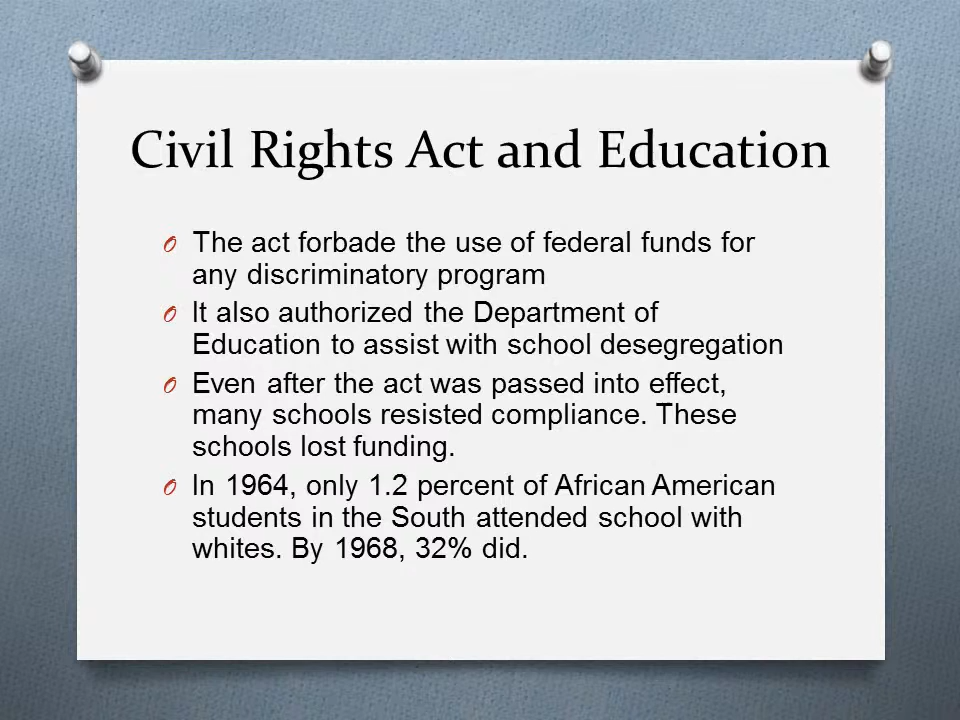 Civil Rights Act and Education
The act forbade the use of federal funds for
any discriminatory program
It also authorized the Department of
Education to assist with school desegregation
Even after the act was passed into effect,
many schools resisted compliance. These
schools lost funding.
In 1964, only 1.2 percent of African American
students in the South attended school with
whites. By 1968, 32% did.